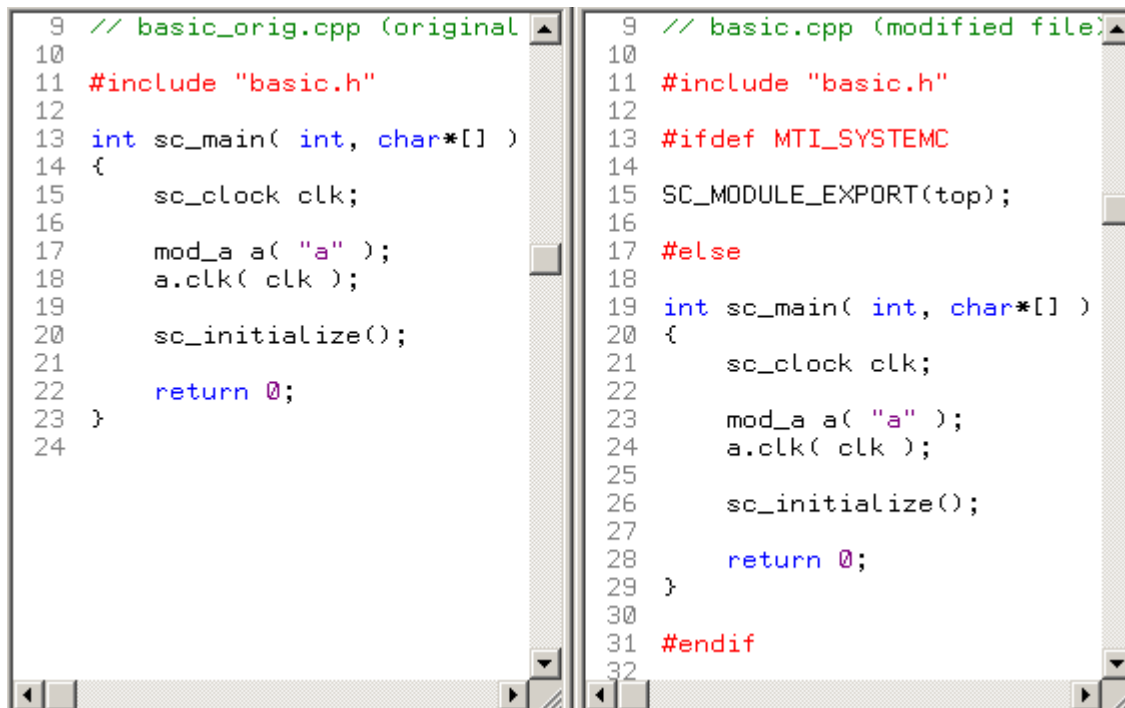 9 // basic_orig.cpp (original
10
11 #include "basic.h"
12
13 int sc_main( int, char*[] )
14 {
15 sc_clock clk;
16
17 mod_a a( "a" );
18 a.clk( clk );
19
20 sc_initialize();
21
22 return 0;
23 }
24
9 // basic.cpp (modified file)
10
11 #include "basic.h"
12
13 #ifdef MTI_SYSTEMC
14
15 SC_MODULE_EXPORT(top);
16
17 #else
18
19 int sc_main( int, char*[] )
20 {
21 sc_clock clk;
22
23 mod_a a( "a" );
24 a.clk( clk );
25
26 sc_initialize();
27
28 return 0;
29 }
30
31 #endif
32